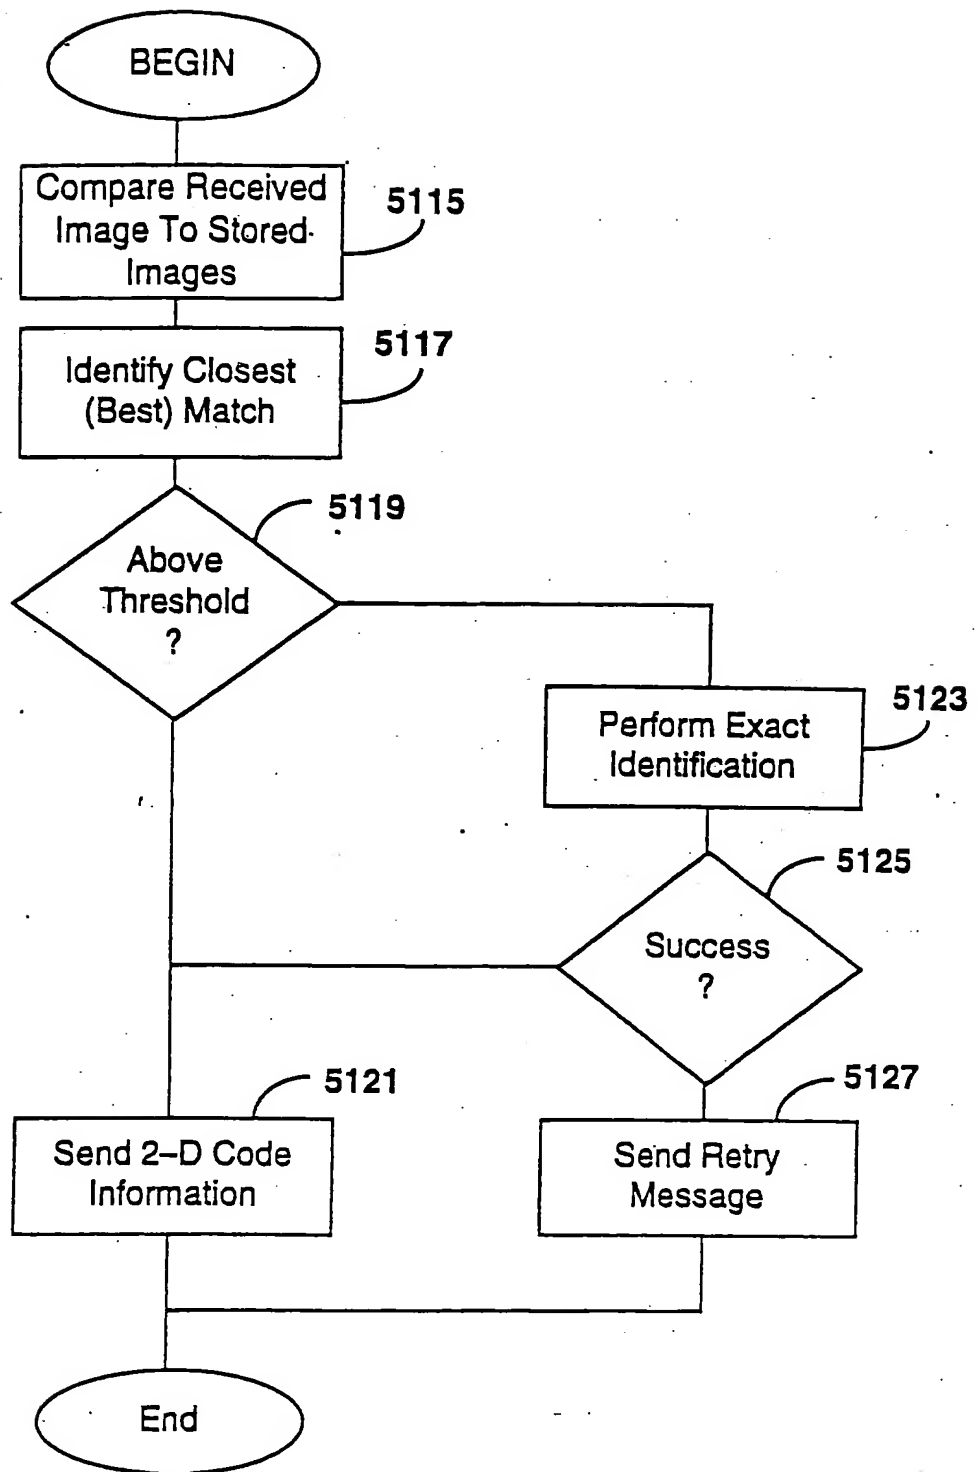 BEGIN
Compare Received
Image To Stored
Images
5115
Identify Closest
(Best) Match
5117
Above
Threshold
?
5119
Perform Exact
Identification
5123
Success
?
5125
Send 2-D Code
Information
5121
Send Retry
Message
5127
End